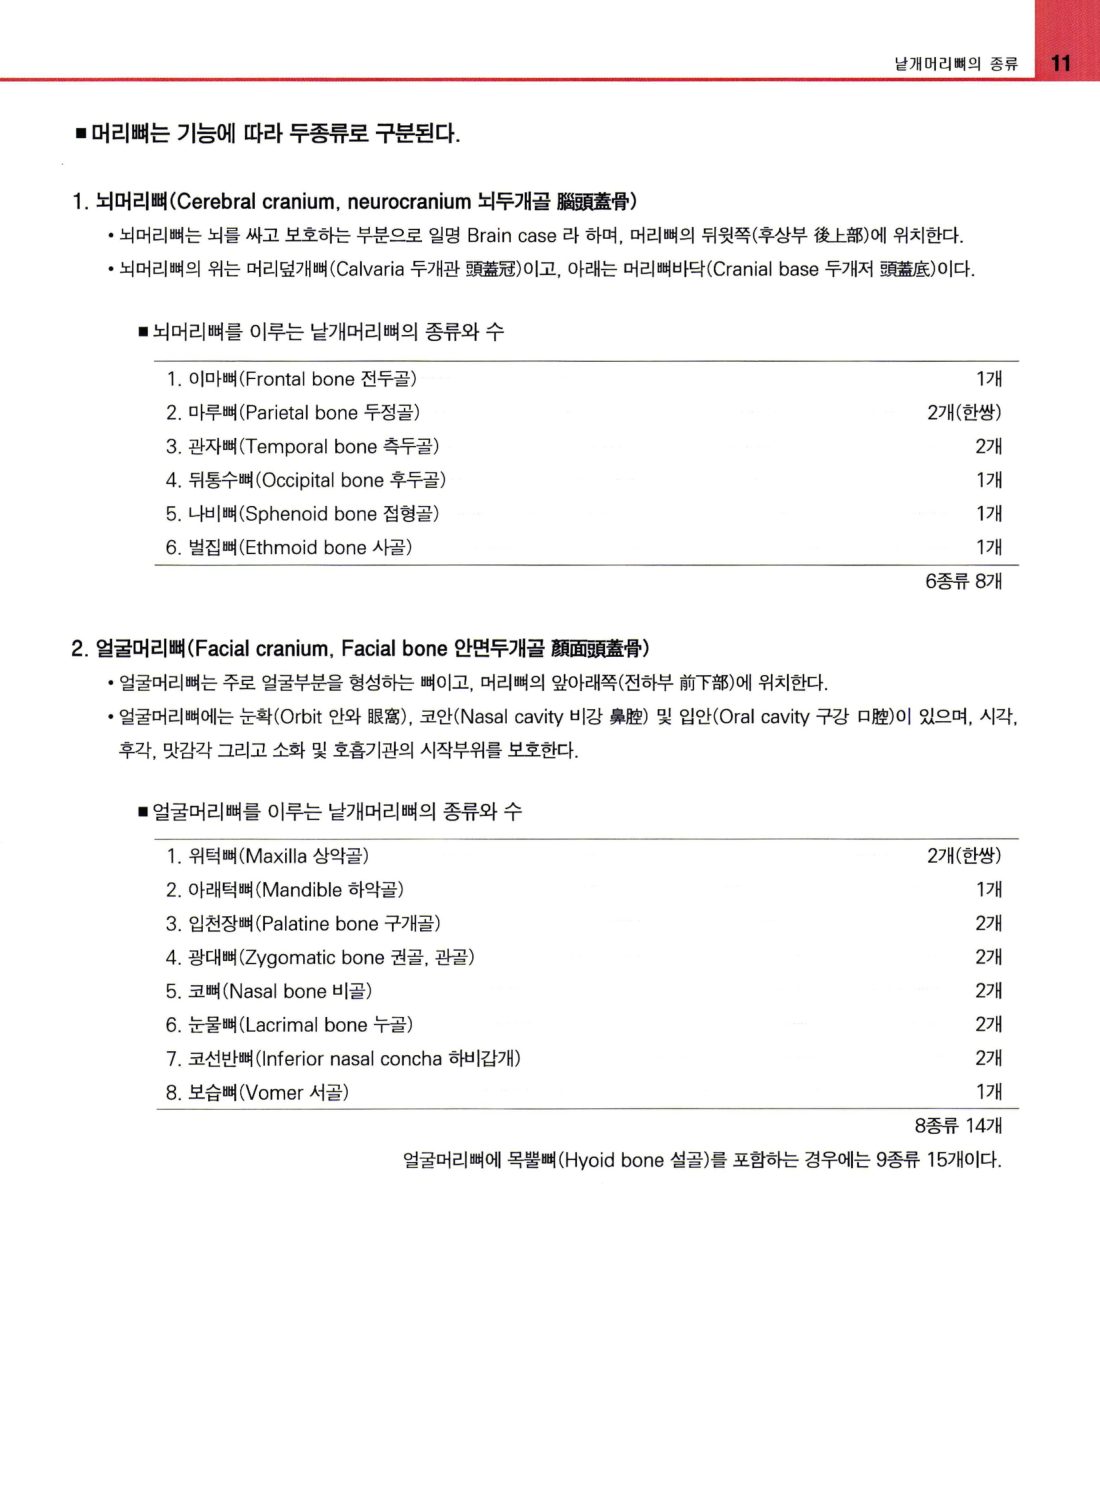 낱개머리뼈의 종류 11
■ 머리뼈는 기능에 따라 두종류로 구분된다.
1. 뇌머리뼈(Cerebral cranium, neurocranium 뇌두개골 腦頭蓋骨)
• 뇌머리뼈는 뇌를 싸고 보호하는 부분으로 일명 Brain case 라 하며, 머리뼈의 뒤윗쪽(후상부 後上部)에 위치한다.
• 뇌머리뼈의 위는 머리덮개뼈(Calvaria 두개관 頭蓋冠)이고, 아래는 머리뼈바닥(Cranial base 두개저 頭蓋底)이다.
■ 뇌머리뼈를 이루는 낱개머리뼈의 종류와 수
1. 이마뼈(Frontal bone 전두골) 1개
2. 마루뼈(Parietal bone 두정골) 2개(한쌍)
3. 관자뼈(Temporal bone 측두골) 2개
4. 뒤통수뼈(Occipital bone 후두골) 1개
5. 나비뼈(Sphenoid bone 접형골) 1개
6. 벌집뼈(Ethmoid bone 사골) 1개
6종류 8개
2. 얼굴머리뼈(Facial cranium, Facial bone 안면두개골 顔面頭蓋骨)
• 얼굴머리뼈는 주로 얼굴부분을 형성하는 뼈이고, 머리뼈의 앞아래쪽(전하부 前下部)에 위치한다.
• 얼굴머리뼈에는 눈확(Orbit 안와 眼窩), 코안(Nasal cavity 비강 鼻腔) 및 입안(Oral cavity 구강 口腔)이 있으며, 시각,
후각, 맛감각 그리고 소화 및 호흡기관의 시작부위를 보호한다.
■ 얼굴머리뼈를 이루는 낱개머리뼈의 종류와 수
1. 위턱뼈(Maxilla 상악골) 2개(한쌍)
2. 아래턱뼈(Mandible 하악골) 1개
3. 입천장뼈(Palatine bone 구개골) 2개
4. 광대뼈(Zygomatic bone 권골, 관골) 2개
5. 코뼈(Nasal bone 비골) 2개
6. 눈물뼈(Lacrimal bone 누골) 2개
7. 코선반뼈(Inferior nasal concha 하비갑개) 2개
8. 보습뼈(Vomer 서골) 1개
8종류 14개
얼굴머리뼈에 목뿔뼈(Hyoid bone 설골)를 포함하는 경우에는 9종류 15개이다.